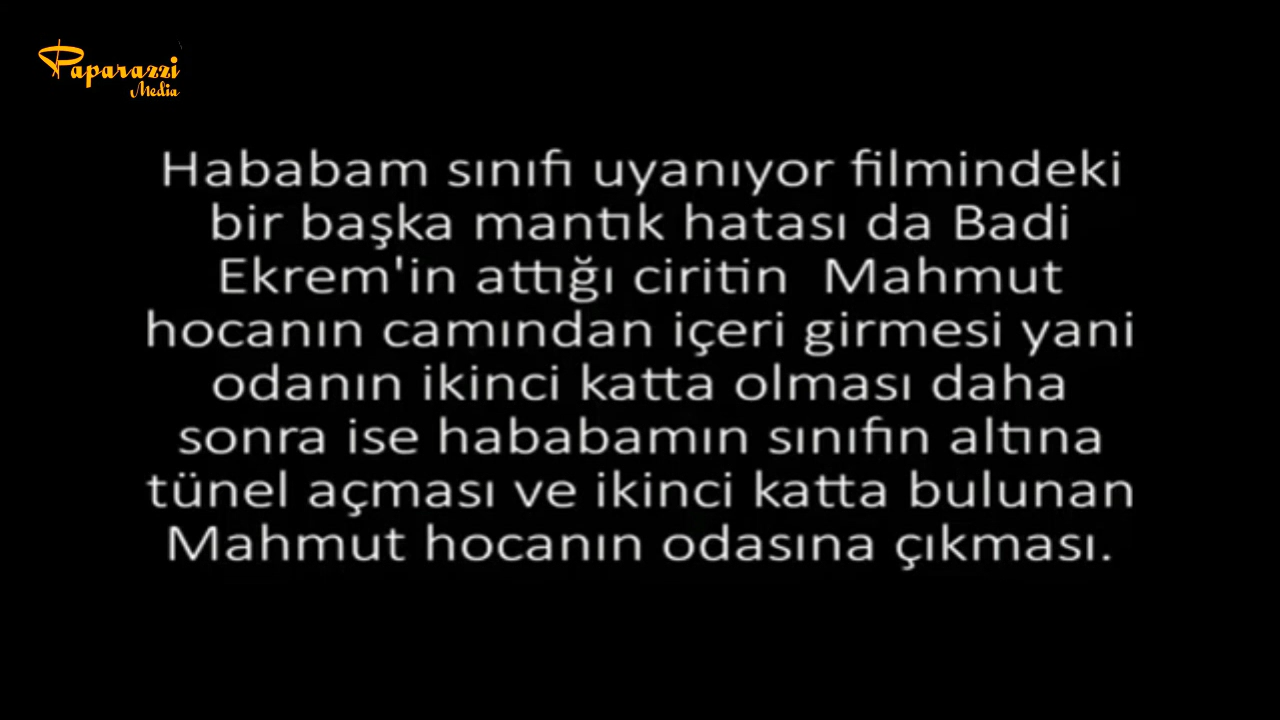 Paparazzi
Media
Hababam sınıfı uyanıyor filmindeki
bir başka mantık hatası da Badi
Ekrem'in attığı ciritin  Mahmut
hocanın camından içeri girmesi yani
odanın ikinci katta olması daha
sonra ise hababamın sınıfın altına
tünel açması ve ikinci katta bulunan
Mahmut hocanın odasına çıkması.